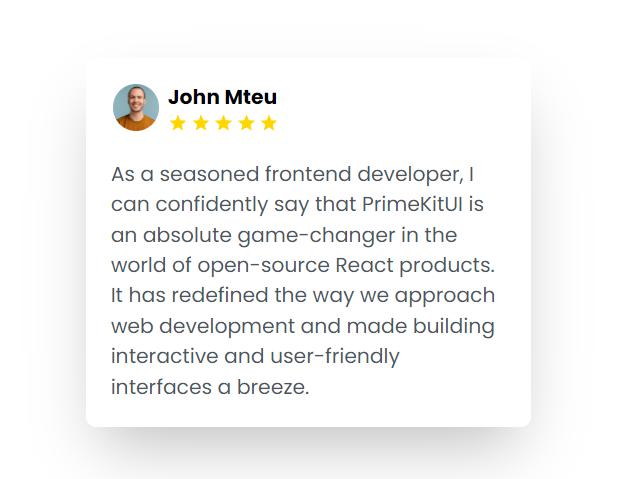 John Mteu
As a seasoned frontend developer, I
can confidently say that PrimeKitUI is
an absolute game-changer in the
world of open-source React products.
It has redefined the way we approach
web development and made building
interactive and user-friendly
interfaces a breeze.